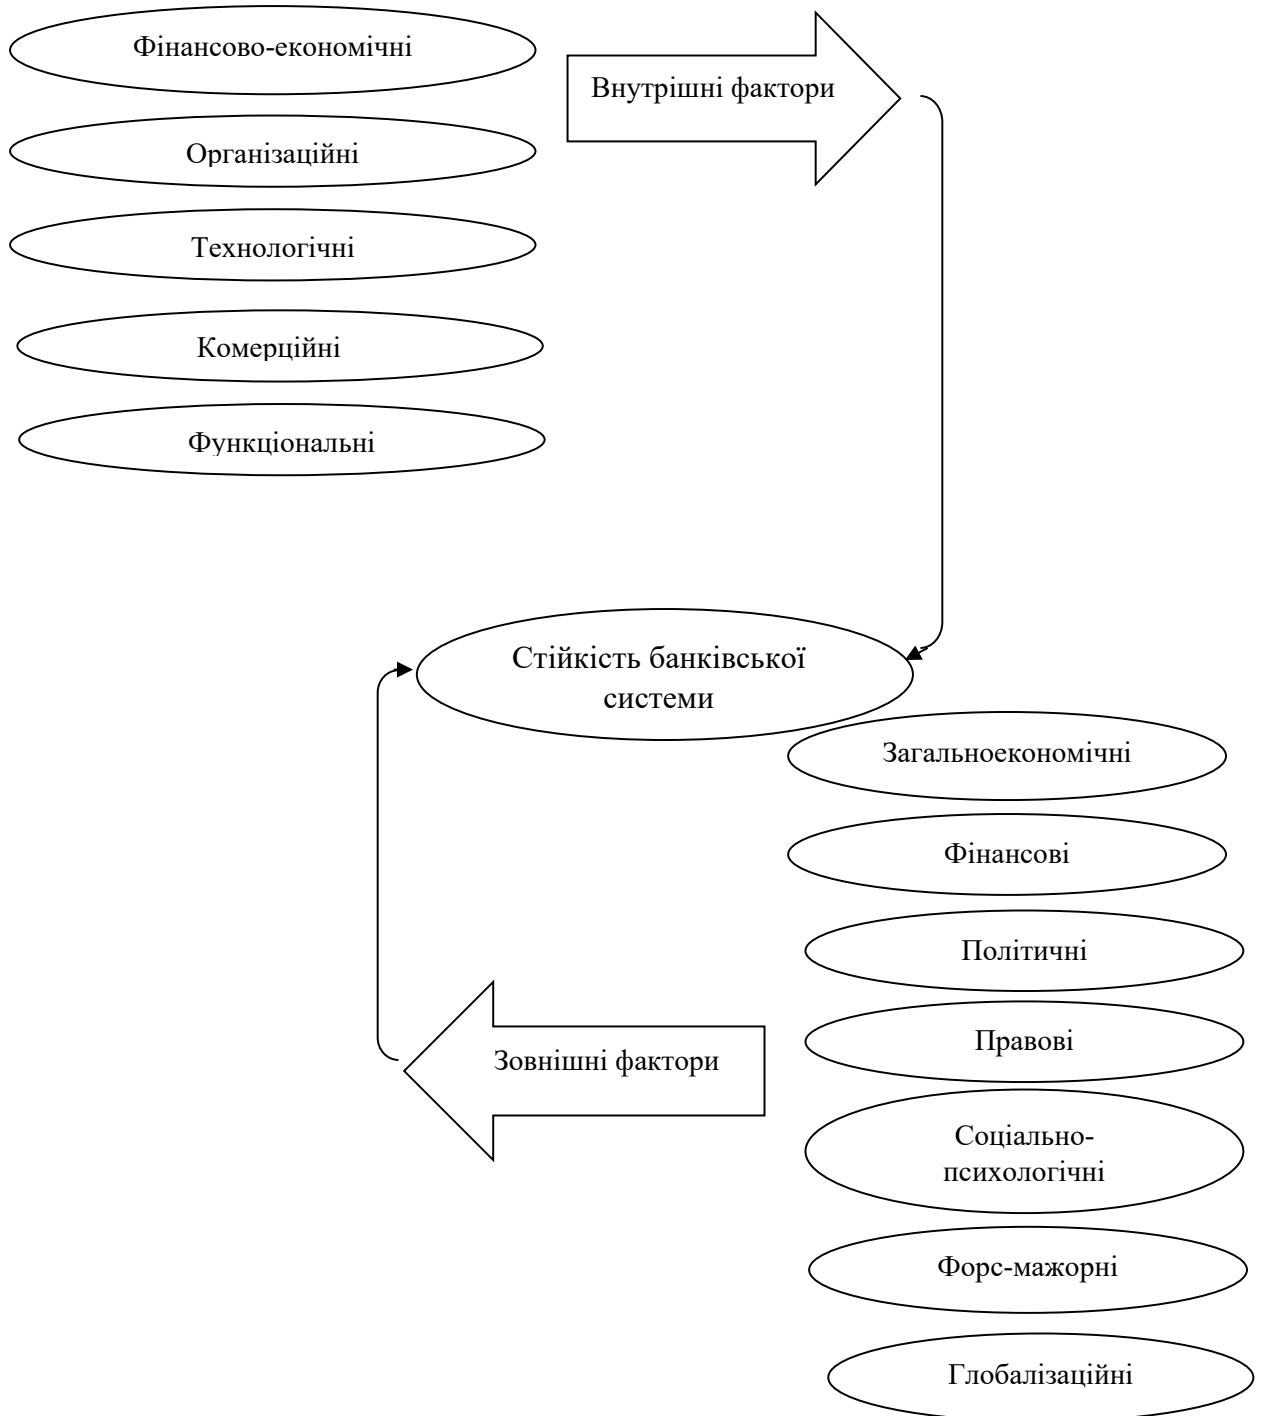 Фінансово-економічні
Внутрішні фактори
Організаційні
Технологічні
Комерційні
Функціональні
Стійкість банківської
системи
Загальноекономічні
Фінансові
Політичні
Правові
Зовнішні фактори
Соціально-
психологічні
Форс-мажорні
Глобалізаційні